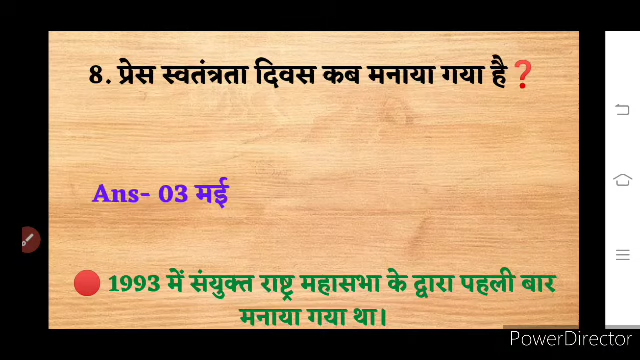 8. प्रेस स्वतंत्रता दिवस कब मनाया गया है❓
Ans- 03 मई
🔴 1993 में संयुक्त राष्ट्र महासभा के द्वारा पहली बार
मनाया गया था।
PowerDirector